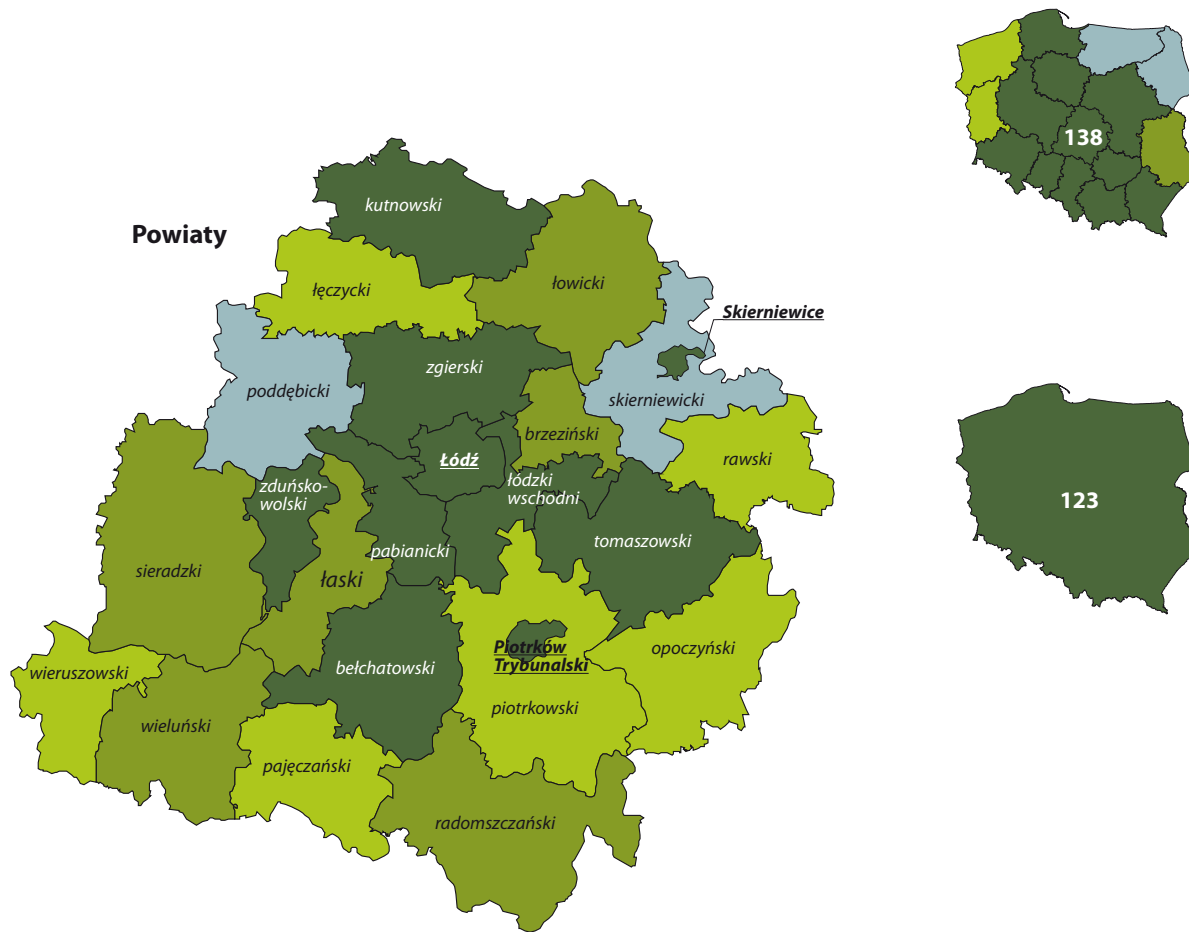 138
kutnowski
Powiaty
łęczycki
łowicki
Skierniewice
zgierski
poddębicki
skierniewicki
brzeziński
Łódź
rawski
zduńsko-
wolski
łódzki
wschodni
123
tomaszowski
pabianicki
sieradzki
łaski
Piotrków
Trybunalski
opoczyński
wieruszowski
bełchatowski
piotrkowski
wieluński
pajęczański
radomszczański